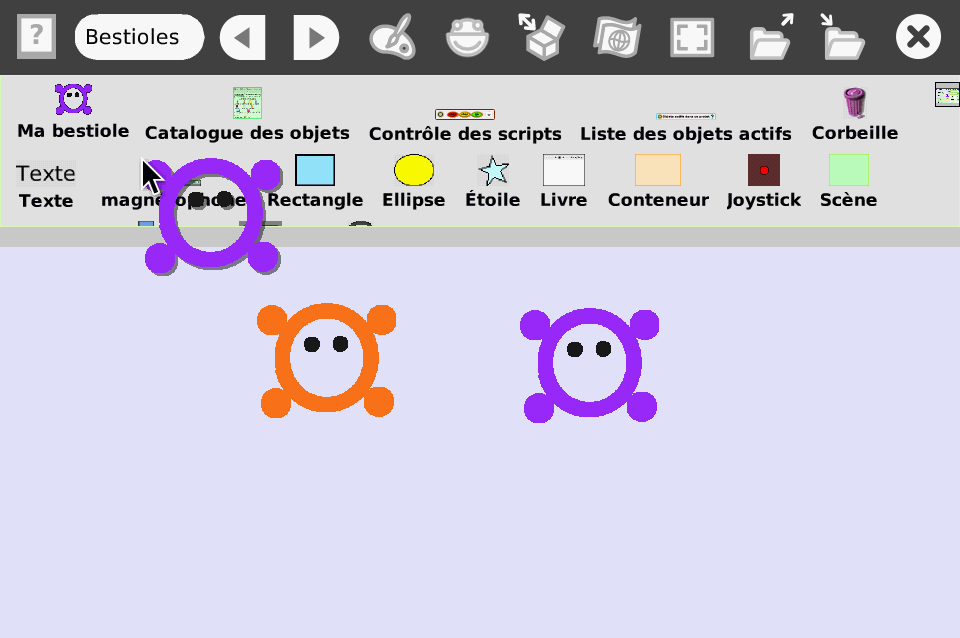 ?
Bestioles
Ma bestiole
Catalogue des objets
Contrôle des scripts
Liste des objets actifs
Corbeille
Texte
Texte
Rectangle
Ellipse
Étoile
Livre
Conteneur
Joystick
Scène